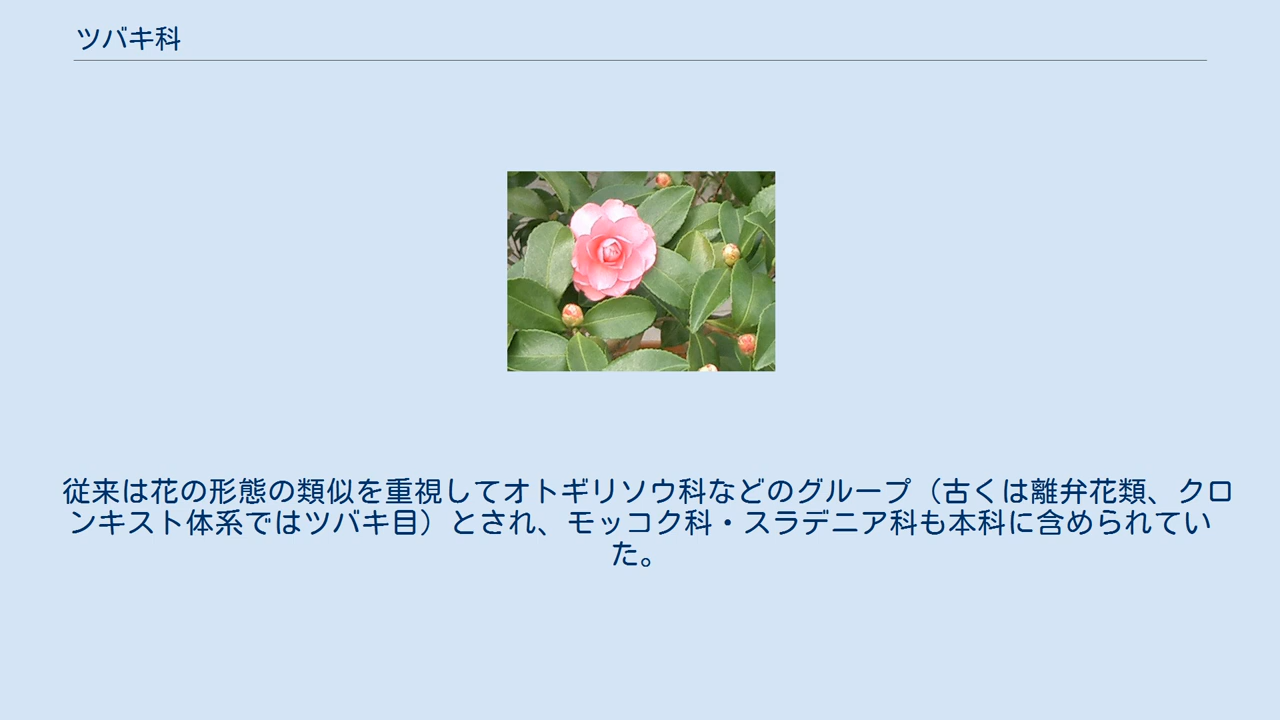 ツバキ科
従来は花の形態の類似を重視してオトギリソウ科などのグループ（古くは離弁花類、クロ
ンキスト体系ではツバキ目）とされ、モッコク科・スラデニア科も本科に含められてい
た。